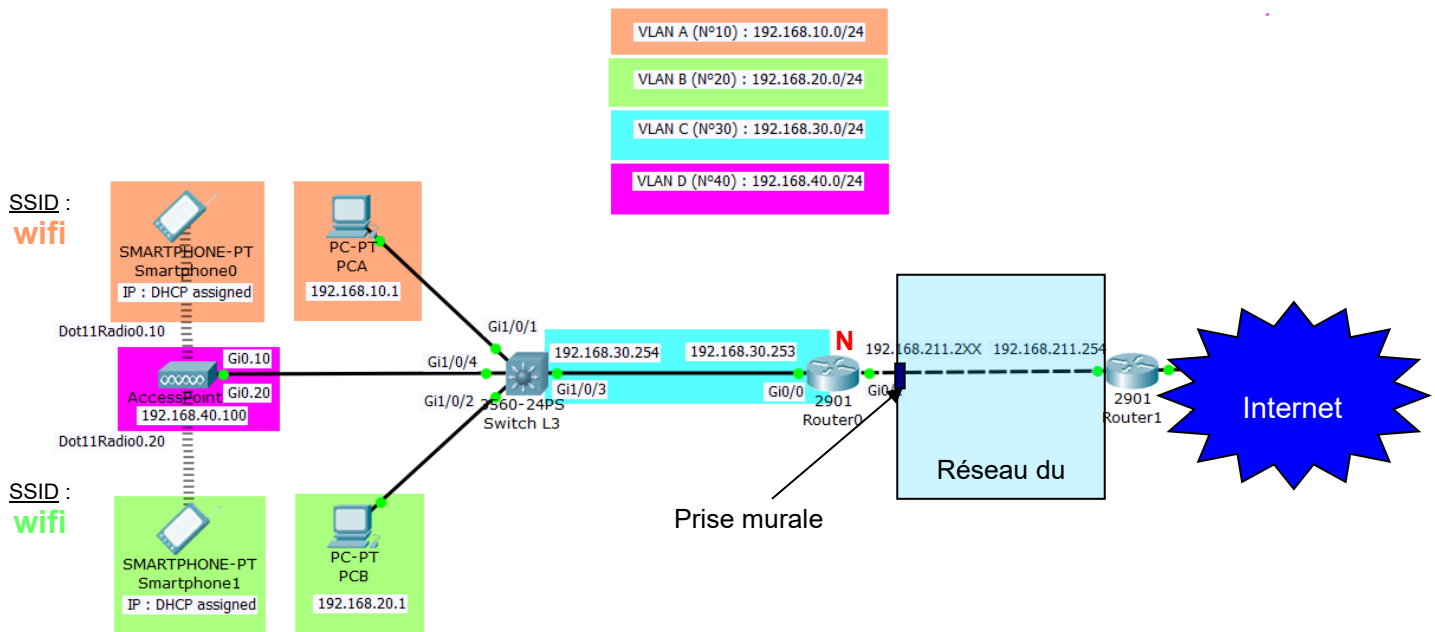 VLAN A (Nº10) : 192.168.10.0/24
VLAN B (Nº20) : 192.168.20.0/24
VLAN C (Nº30) : 192.168.30.0/24
VLAN D (Nº40) : 192.168.40.0/24
SSID :
wifi
SMARTPHONE-PT
Smartphone0
IP : DHCP assigned
PC-PT
PCA
192.168.10.1
Dot11Radio0.10
Gi0.10
Gi0.20
AccessPoint
192.168.40.100
Dot11Radio0.20
Gi1/0/1
Gi1/0/4
Gi1/0/2
3560-24PS
Switch L3
192.168.30.254
Gi1/0/3
192.168.30.253
Gi0/0
N
2901
Router0
192.168.211.2XX
Gi0/
192.168.211.254
2901
Router1
Internet
Réseau du
Prise murale
SSID :
wifi
SMARTPHONE-PT
Smartphone1
IP : DHCP assigned
PC-PT
PCB
192.168.20.1